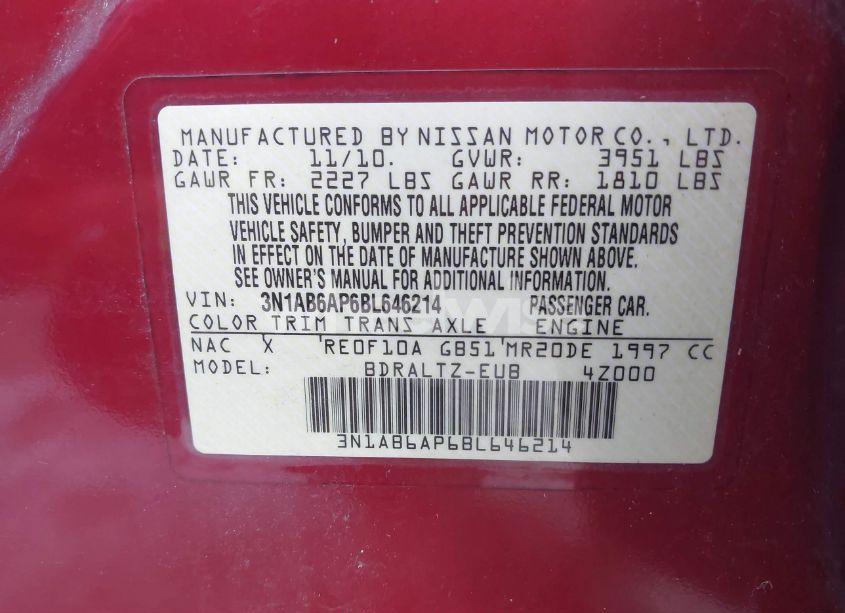 MANUFACTURED BY NISSAN MOTOR CO., LTD.
DATE: 11/10. GVWR: 3951 LBS
GAWR FR: 2227 LBS GAWR RR: 1810 LBS
THIS VEHICLE CONFORMS TO ALL APPLICABLE FEDERAL MOTOR
VEHICLE SAFETY, BUMPER AND THEFT PREVENTION STANDARDS
IN EFFECT ON THE DATE OF MANUFACTURE SHOWN ABOVE.
SEE OWNER'S MANUAL FOR ADDITIONAL INFORMATION.
VIN: 3N1AB6AP6BL646214 PASSENGER CAR.
COLOR TRIM TRANS AXLE ENGINE
NAC X RE0F10A GB51 MR20DE 1997 CC
MODEL: BDRALTZ-EUB 4Z000
3N1AB6AP6BL646214